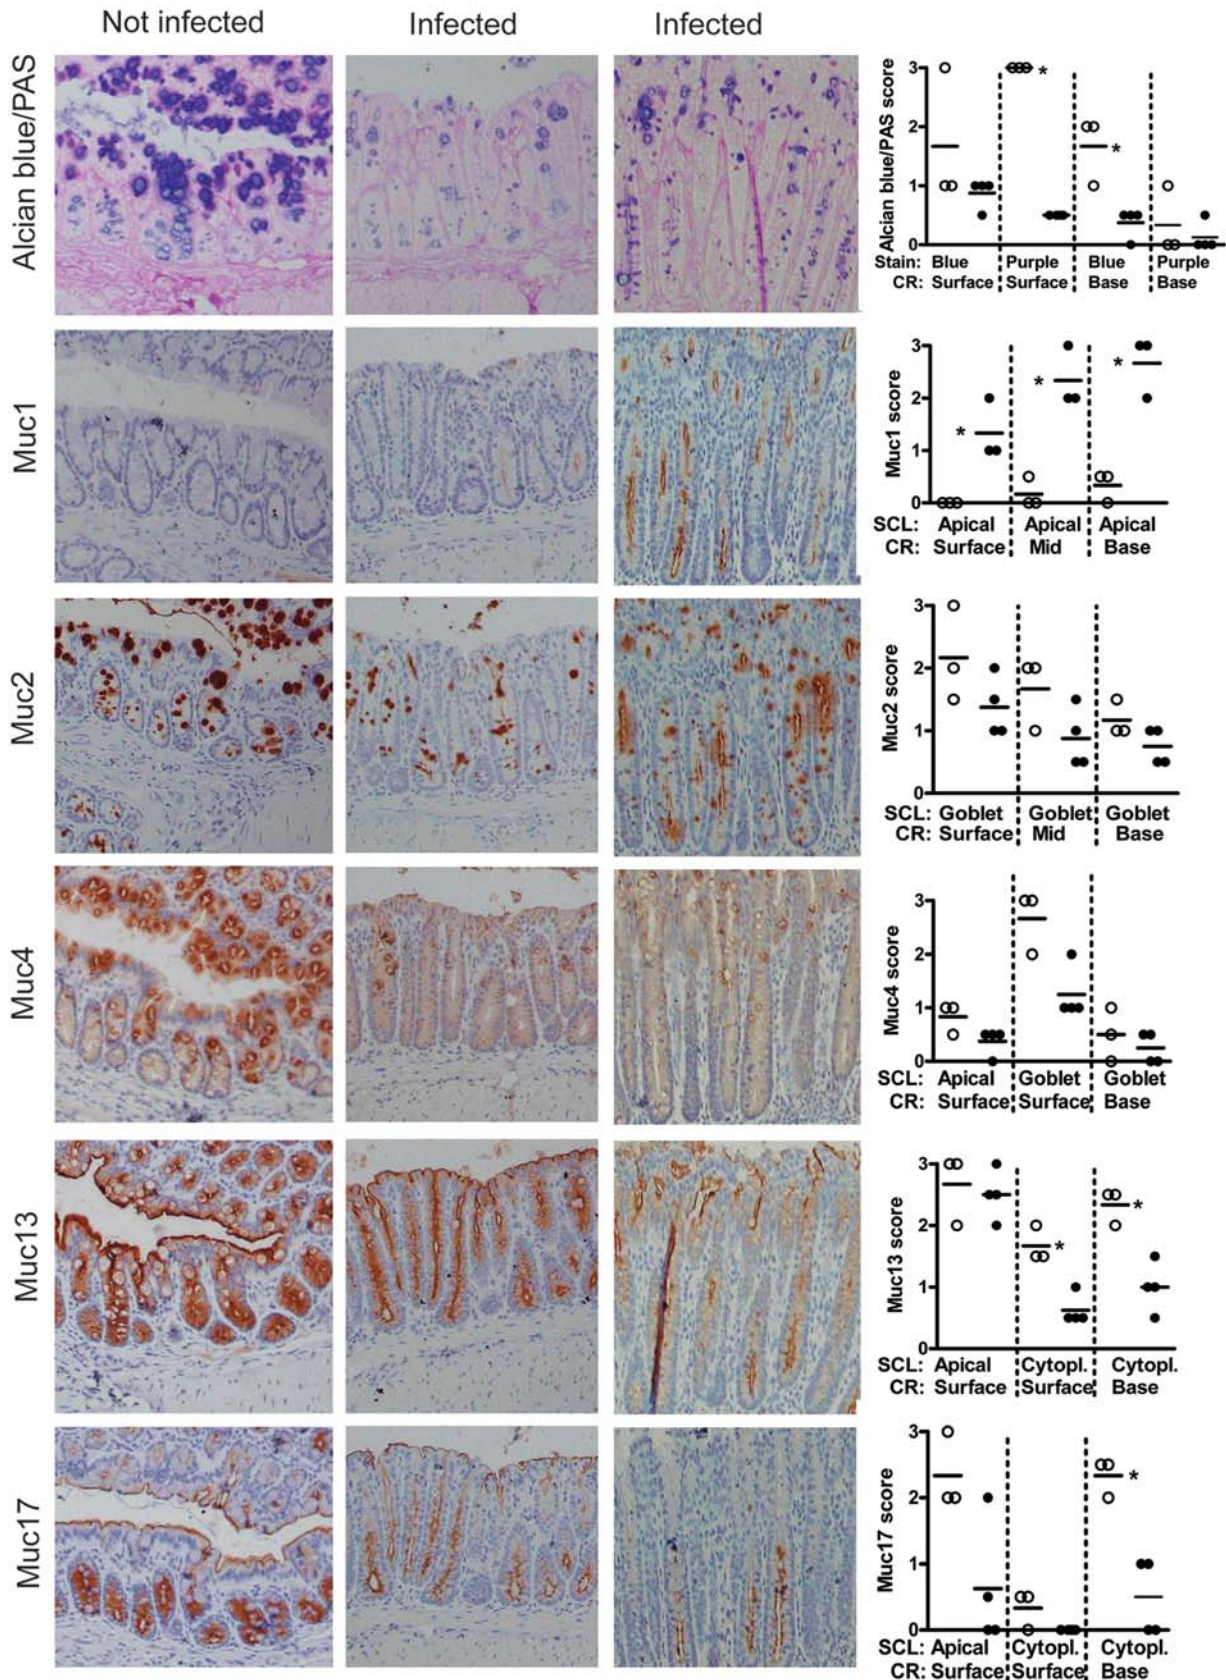 Not infected Infected Infected
Alcian blue/PAS
Alcian blue/PAS score
3
2
1
0
Stain: Blue Purple Blue Purple
CR: Surface Surface Base Base
*
*
Muc1
Muc1 score
3
2
1
0
*
*
*
SCL: Apical Apical Apical
CR: Surface Mid Base
Muc2
Muc2 score
3
2
1
0
SCL: Goblet Goblet Goblet
CR: Surface Mid Base
Muc4
Muc4 score
3
2
1
0
SCL: Apical Goblet Goblet
CR: Surface Surface Base
Muc13
Muc13 score
3
2
1
0
*
*
SCL: Apical Cytopl. Cytopl.
CR: Surface Surface Base
Muc17
Muc17 score
3
2
1
0
*
SCL: Apical Cytopl. Cytopl.
CR: Surface Surface Base